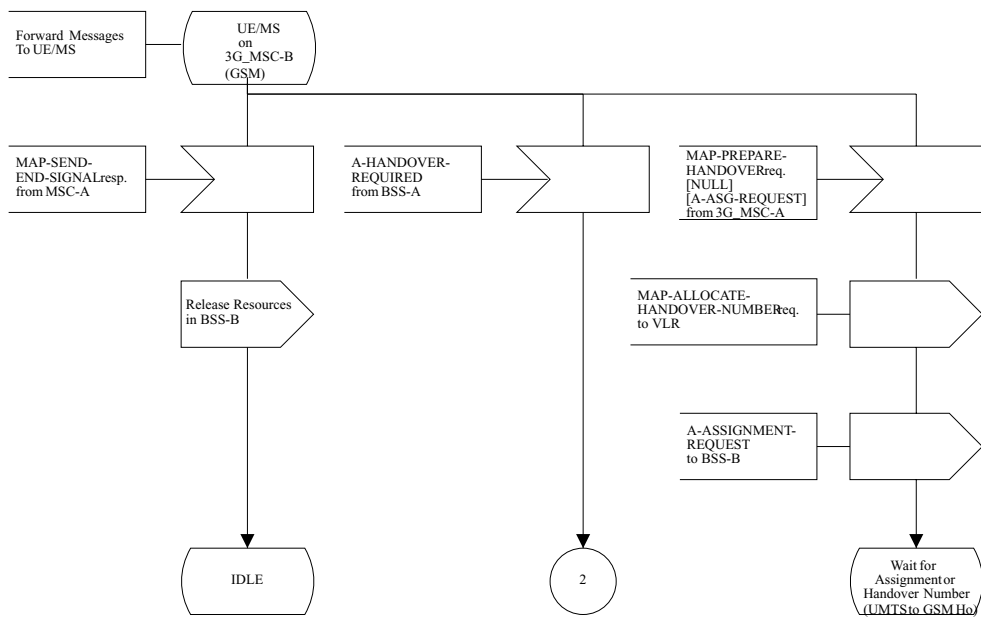 Forward Messages
To UE/MS
UE/MS
on
3G_MSC-B
(GSM)
MAP-SEND-
END-SIGNALresp.
from MSC-A
A-HANDOVER-
REQUIRED
from BSS-A
MAP-PREPARE-
HANDOVERreq.
[NULL]
[A-ASG-REQUEST]
from 3G_MSC-A
Release Resources
in BSS-B
MAP-ALLOCATE-
HANDOVER-NUMBERreq.
to VLR
A-ASSIGNMENT-
REQUEST
to BSS-B
IDLE
2
Wait for
Assignment or
Handover Number
(UMTS to GSM Ho)